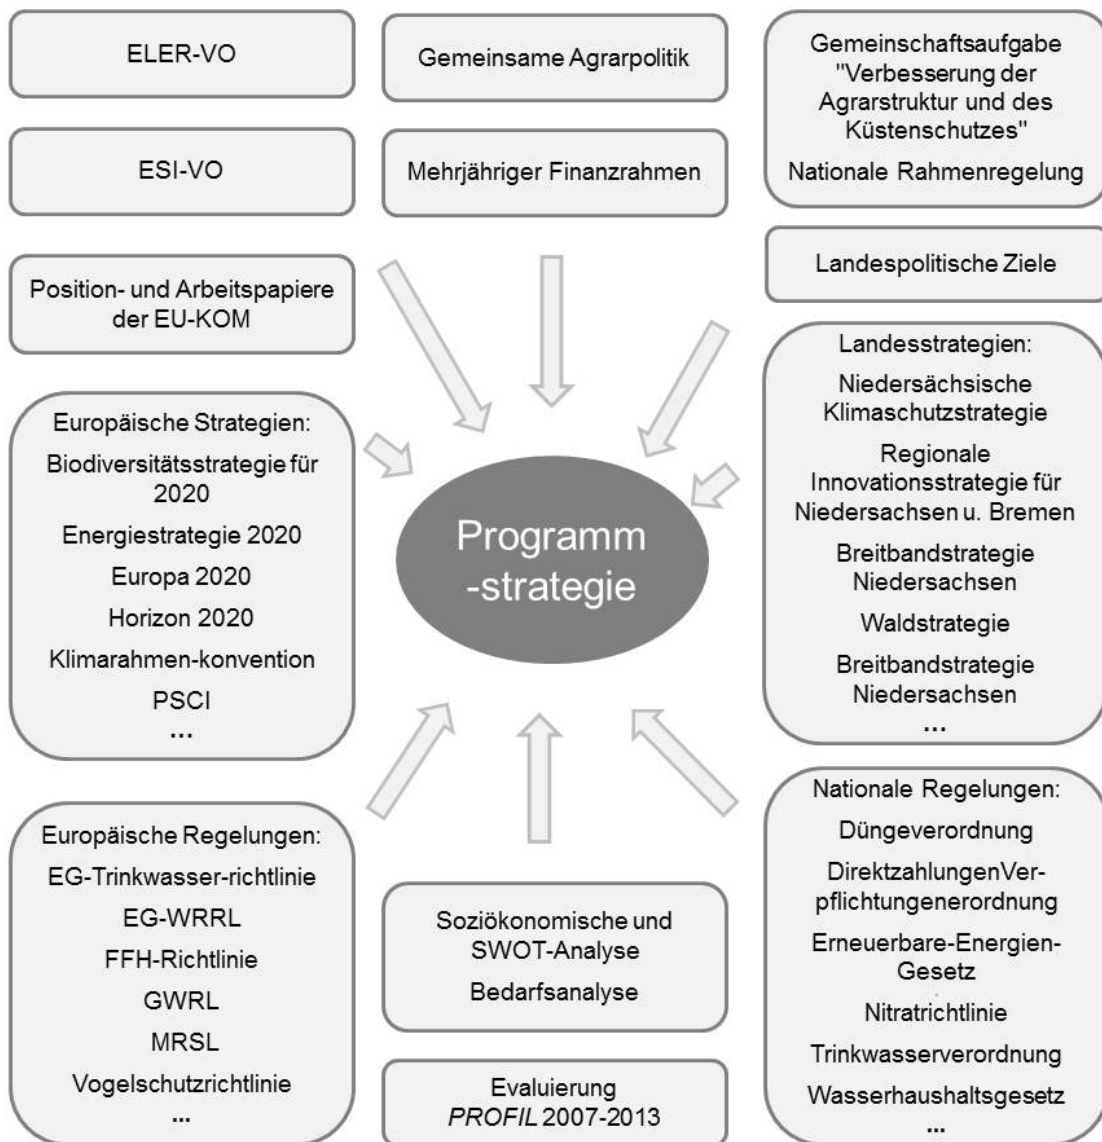 ELER-VO
ESI-VO
Position- und Arbeitspapiere
der EU-KOM
Europäische Strategien:
Biodiversitätsstrategie für
2020
Energiestrategie 2020
Europa 2020
Horizon 2020
Klimarahmen-konvention
PSCI
...
Europäische Regelungen:
EG-Trinkwasser-richtlinie
EG-WRRL
FFH-Richtlinie
GWRL
MRSL
Vogelschutzrichtlinie
...
Gemeinsame Agrarpolitik
Mehrjähriger Finanzrahmen
Programm
-strategie
Soziökonomische und
SWOT-Analyse
Bedarfsanalyse
Evaluierung
PROFIL 2007-2013
Gemeinschaftsaufgabe
"Verbesserung der
Agrarstruktur und des
Küstenschutzes"
Nationale Rahmenregelung
Landespolitische Ziele
Landesstrategien:
Niedersächsische
Klimaschutzstrategie
Regionale
Innovationsstrategie für
Niedersachsen u. Bremen
Breitbandstrategie
Niedersachsen
Waldstrategie
Breitbandstrategie
Niedersachsen
...
Nationale Regelungen:
Düngeverordnung
DirektzahlungenVer-
pflichtungenerordnung
Erneuerbare-Energien-
Gesetz
Nitratrichtlinie
Trinkwasserverordnung
Wasserhaushaltsgesetz
...